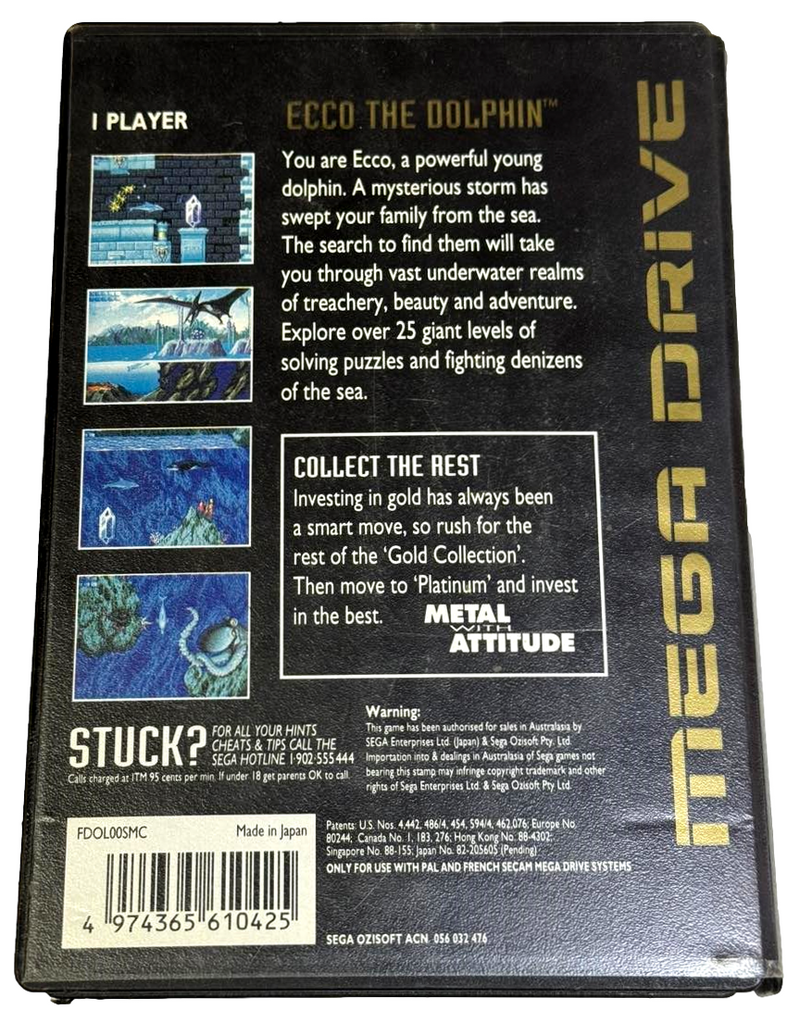 1 PLAYER
ECCO THE DOLPHIN™
You are Ecco, a powerful young
dolphin. A mysterious storm has
swept your family from the sea.
The search to find them will take
you through vast underwater realms
of treachery, beauty and adventure.
Explore over 25 giant levels of
solving puzzles and fighting denizens
of the sea.
COLLECT THE REST
Investing in gold has always been
a smart move, so rush for the
rest of the 'Gold Collection'.
Then move to 'Platinum' and invest
in the best.
METAL
WITH
ATTITUDE
MEGA DRIVE
STUCK?
FOR ALL YOUR HINTS
CHEATS & TIPS CALL THE
SEGA HOTLINE 1·902·555 444
Calls charged at ITM 95 cents per min. If under 18 get parents OK to call.
Warning:
This game has been authorised for sales in Australasia by
SEGA Enterprises Ltd. (Japan) & Sega Ozisoft Pty. Ltd.
Importation into & dealings in Australasia of Sega games not
bearing this stamp may infringe copyright trademark and other
rights of Sega Enterprises Ltd. & Sega Ozisoft Pty Ltd.
FDOL00SMC
Made in Japan
4 974365 610425
Patents: U.S. Nos. 4,442, 486/4, 454, 594/4, 462,076; Europe No.
80244; Canada No. 1, 183, 276; Hong Kong No. 88-4302;
Singapore No. 88-155; Japan No. 82-205605 (Pending)
ONLY FOR USE WITH PAL AND FRENCH SECAM MEGA DRIVE SYSTEMS
SEGA OZISOFT ACN 056 032 476